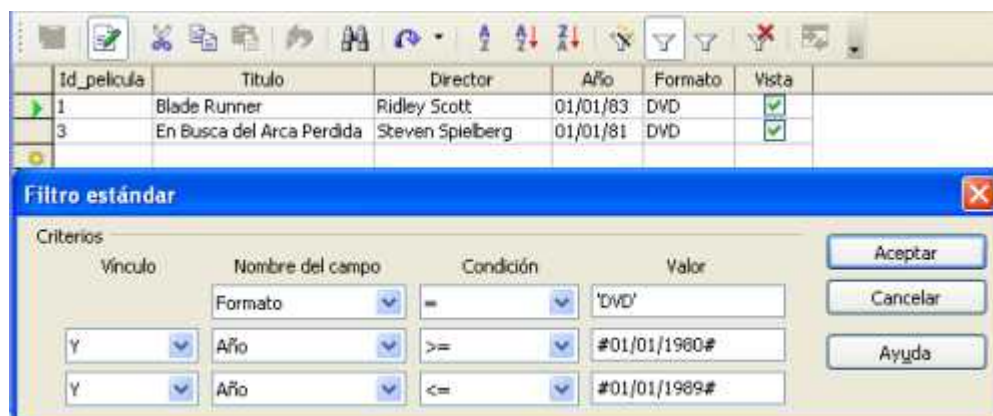 Id_pelicula Titulo Director Año Formato Vista
1 Blade Runner Ridley Scott 01/01/83 DVD
3 En Busca del Arca Perdida Steven Spielberg 01/01/81 DVD
Filtro estándar
Criterios
Vínculo Nombre del campo Condición Valor
Formato = 'DVD'
Y Año >= #01/01/1980#
Y Año <= #01/01/1989#
Aceptar
Cancelar
Ayuda